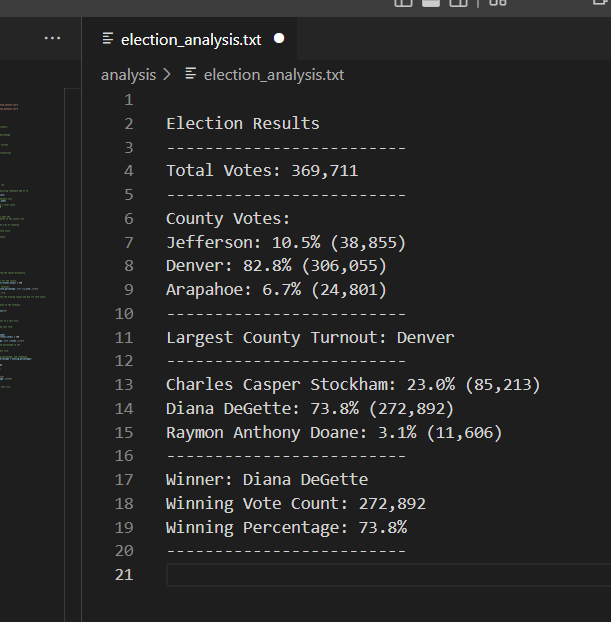 election_analysis.txt
analysis > election_analysis.txt
1
2 Election Results
3 -------------------------
4 Total Votes: 369,711
5 -------------------------
6 County Votes:
7 Jefferson: 10.5% (38,855)
8 Denver: 82.8% (306,055)
9 Arapahoe: 6.7% (24,801)
10 -------------------------
11 Largest County Turnout: Denver
12 -------------------------
13 Charles Casper Stockham: 23.0% (85,213)
14 Diana DeGette: 73.8% (272,892)
15 Raymon Anthony Doane: 3.1% (11,606)
16 -------------------------
17 Winner: Diana DeGette
18 Winning Vote Count: 272,892
19 Winning Percentage: 73.8%
20 -------------------------
21